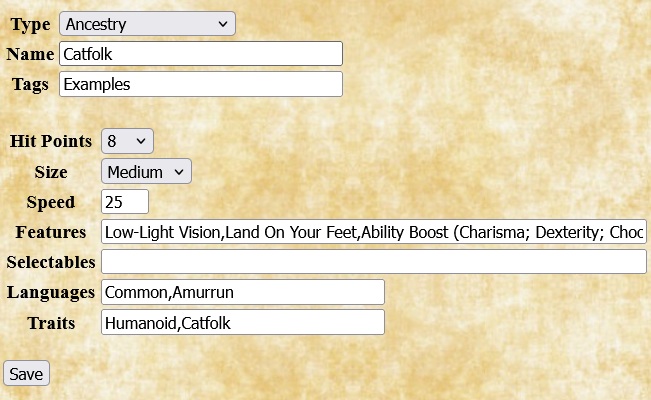 Type Ancestry
Name Catfolk
Tags Examples
Hit Points 8
Size Medium
Speed 25
Features Low-Light Vision,Land On Your Feet,Ability Boost (Charisma; Dexterity; Choc
Selectables
Languages Common,Amurrun
Traits Humanoid,Catfolk
Save